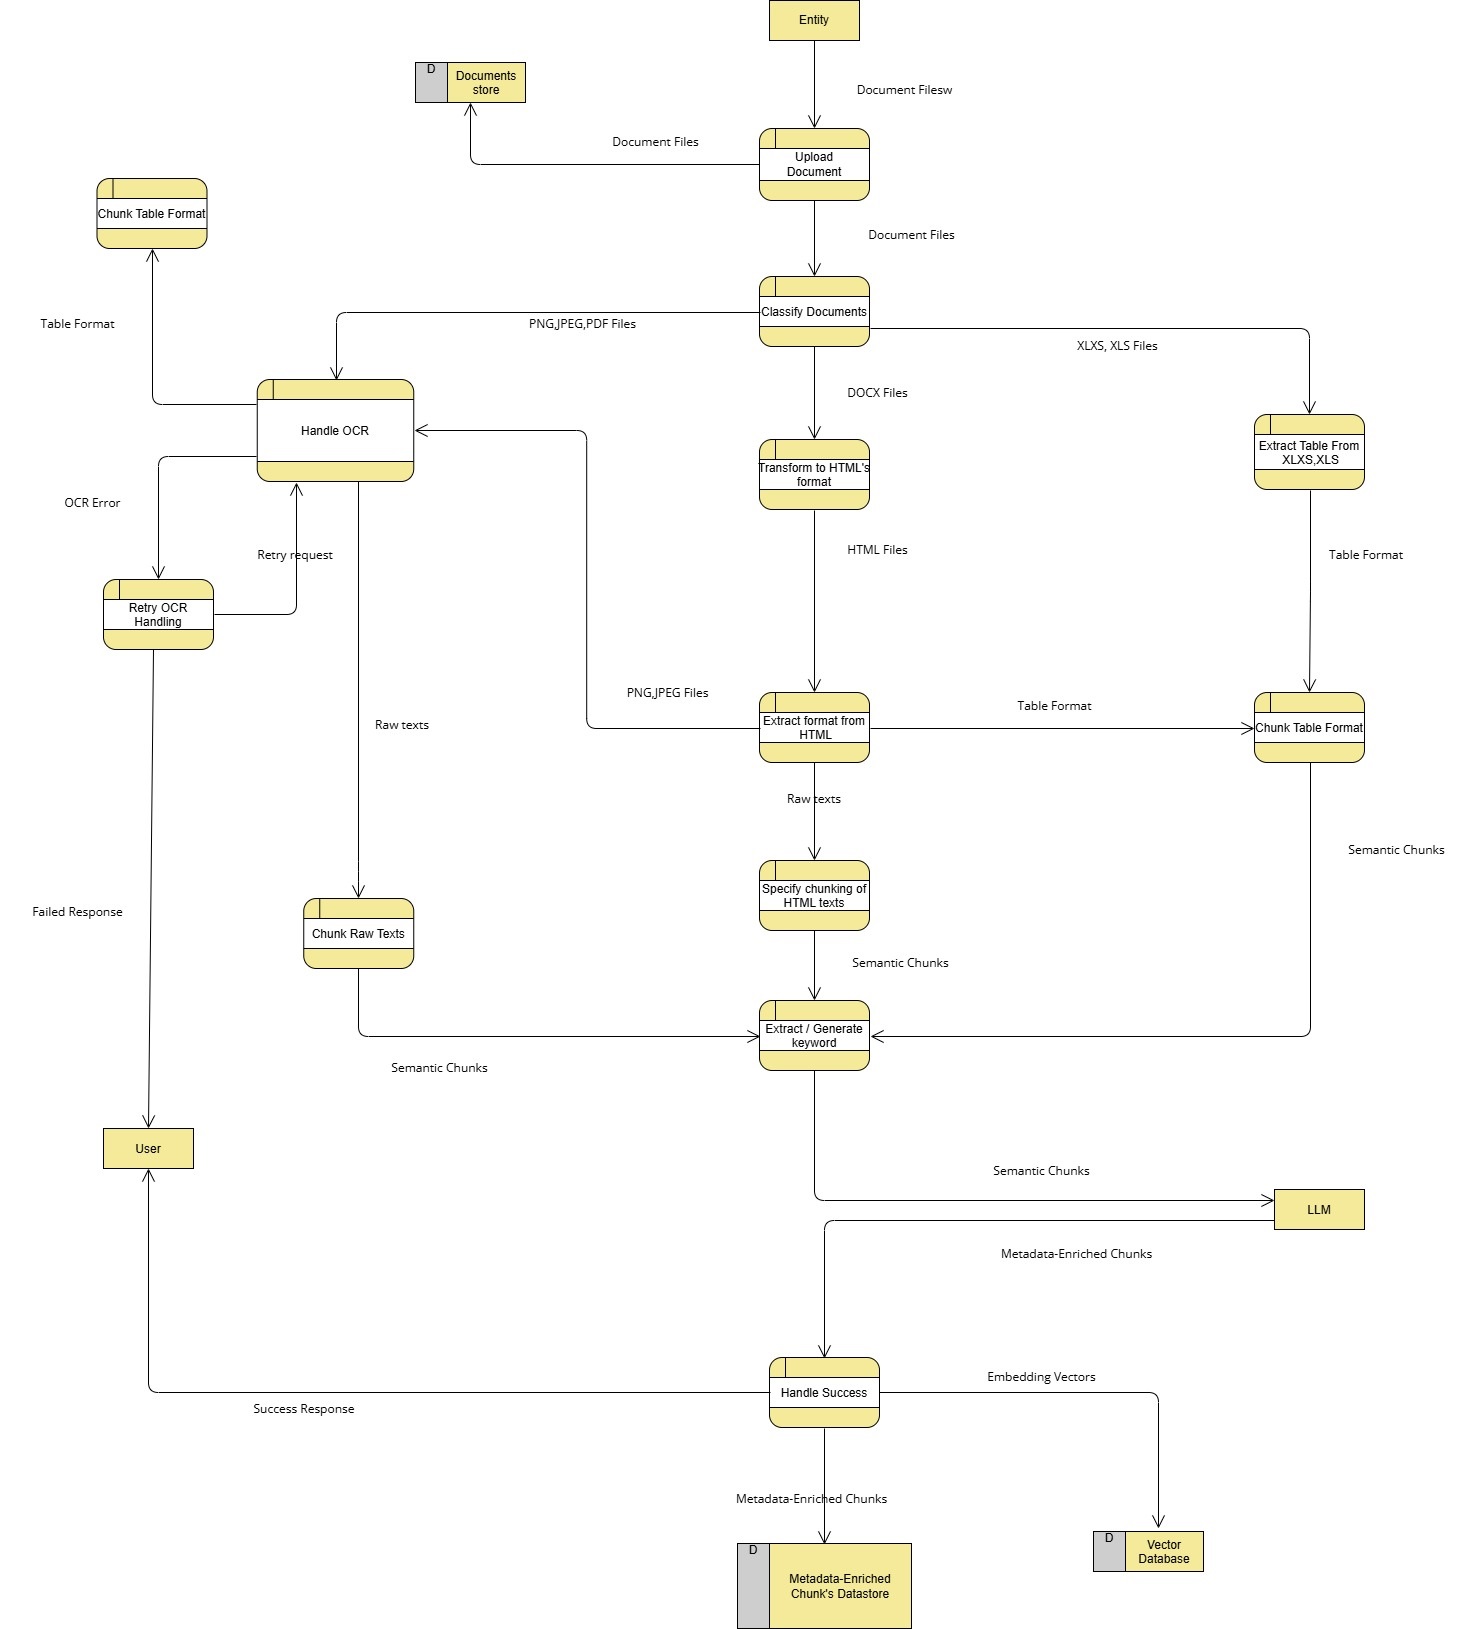 Entity
D
Documents
store
Document Filesw
Document Files
Upload
Document
Chunk Table Format
Document Files
Classify Documents
Table Format
PNG,JPEG,PDF Files
XLXS, XLS Files
DOCX Files
Handle OCR
Extract Table From
XLXS,XLS
Transform to HTML's
format
OCR Error
Retry request
HTML Files
Table Format
Retry OCR
Handling
PNG,JPEG Files
Table Format
Raw texts
Extract format from
HTML
Chunk Table Format
Raw texts
Semantic Chunks
Specify chunking of
HTML texts
Failed Response
Chunk Raw Texts
Semantic Chunks
Extract / Generate
keyword
Semantic Chunks
User
Semantic Chunks
LLM
Metadata-Enriched Chunks
Embedding Vectors
Handle Success
Success Response
Metadata-Enriched Chunks
D
Vector
Database
D
Metadata-Enriched
Chunk's Datastore